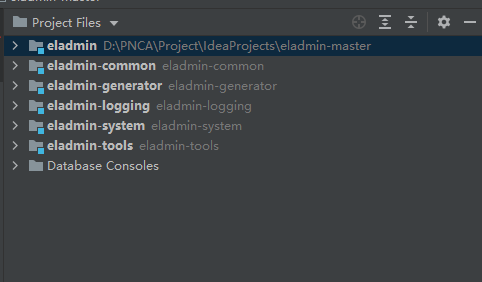 Project Files
eladmin D:\PNCA\Project\IdeaProjects\eladmin-master
eladmin-common eladmin-common
eladmin-generator eladmin-generator
eladmin-logging eladmin-logging
eladmin-system eladmin-system
eladmin-tools eladmin-tools
Database Consoles